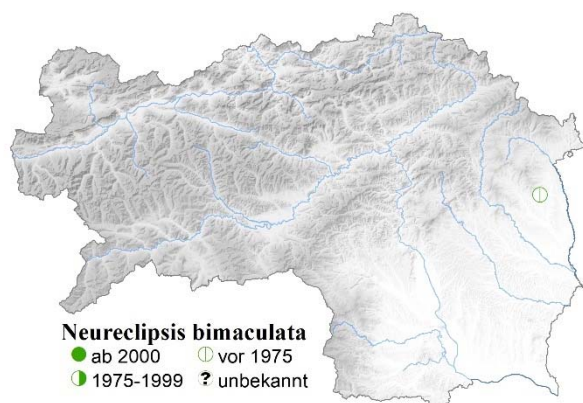 Neureclipsis bimaculata
ab 2000 vor 1975
1975-1999 ? unbekannt